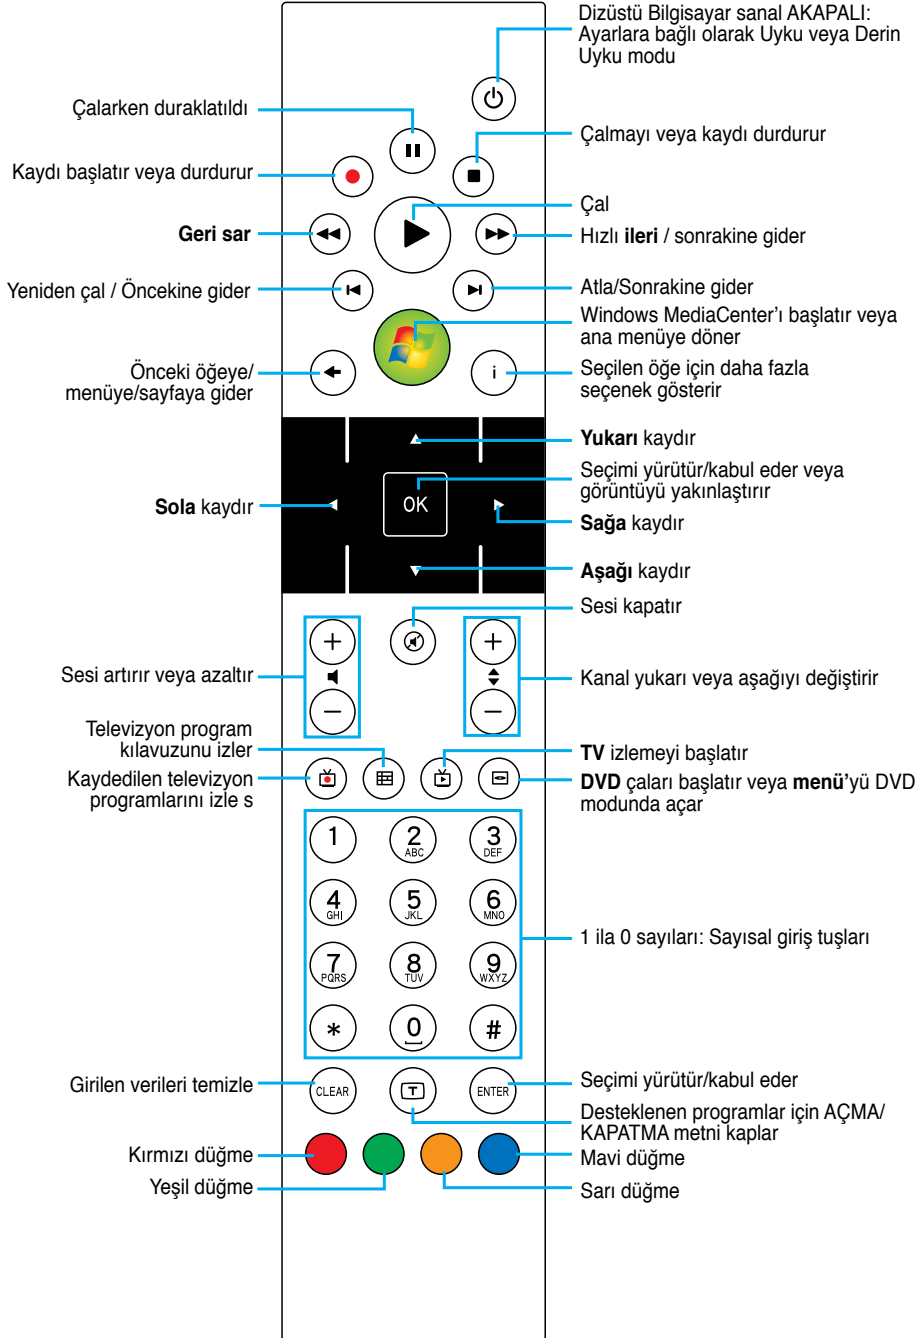 Dizüstü Bilgisayar sanal AKAPALI:
Ayarlara bağlı olarak Uyku veya Derin
Uyku modu
Çalarken duraklatıldı
Çalmayı veya kaydı durdurur
Kaydı başlatır veya durdurur
Çal
Geri sar
Hızlı ileri / sonrakine gider
Yeniden çal / Öncekine gider
Atla/Sonrakine gider
Windows MediaCenter'ı başlatır veya
ana menüye döner
Önceki öğeye/
menüye/sayfaya gider
i
Seçilen öğe için daha fazla
seçenek gösterir
Yukarı kaydır
Seçimi yürütür/kabul eder veya
görüntüyü yakınlaştırır
Sola kaydır
OK
Sağa kaydır
Aşağı kaydır
Sesi kapatır
Sesi artırır veya azaltır
Kanal yukarı veya aşağıyı değiştirir
Televizyon program
kılavuzunu izler
TV izlemeyi başlatır
Kaydedilen televizyon
programlarını izle s
DVD çaları başlatır veya menü'yü DVD
modunda açar
1
2
ABC
3
DEF
4
GHI
5
JKL
6
MNO
1 ila 0 sayıları: Sayısal giriş tuşları
7
PQRS
8
TUV
9
WXYZ
*
0
#
Girilen verileri temizle
CLEAR
T
ENTER
Seçimi yürütür/kabul eder
Desteklenen programlar için AÇMA/
KAPATMA metni kaplar
Kırmızı düğme
Mavi düğme
Yeşil düğme
Sarı düğme